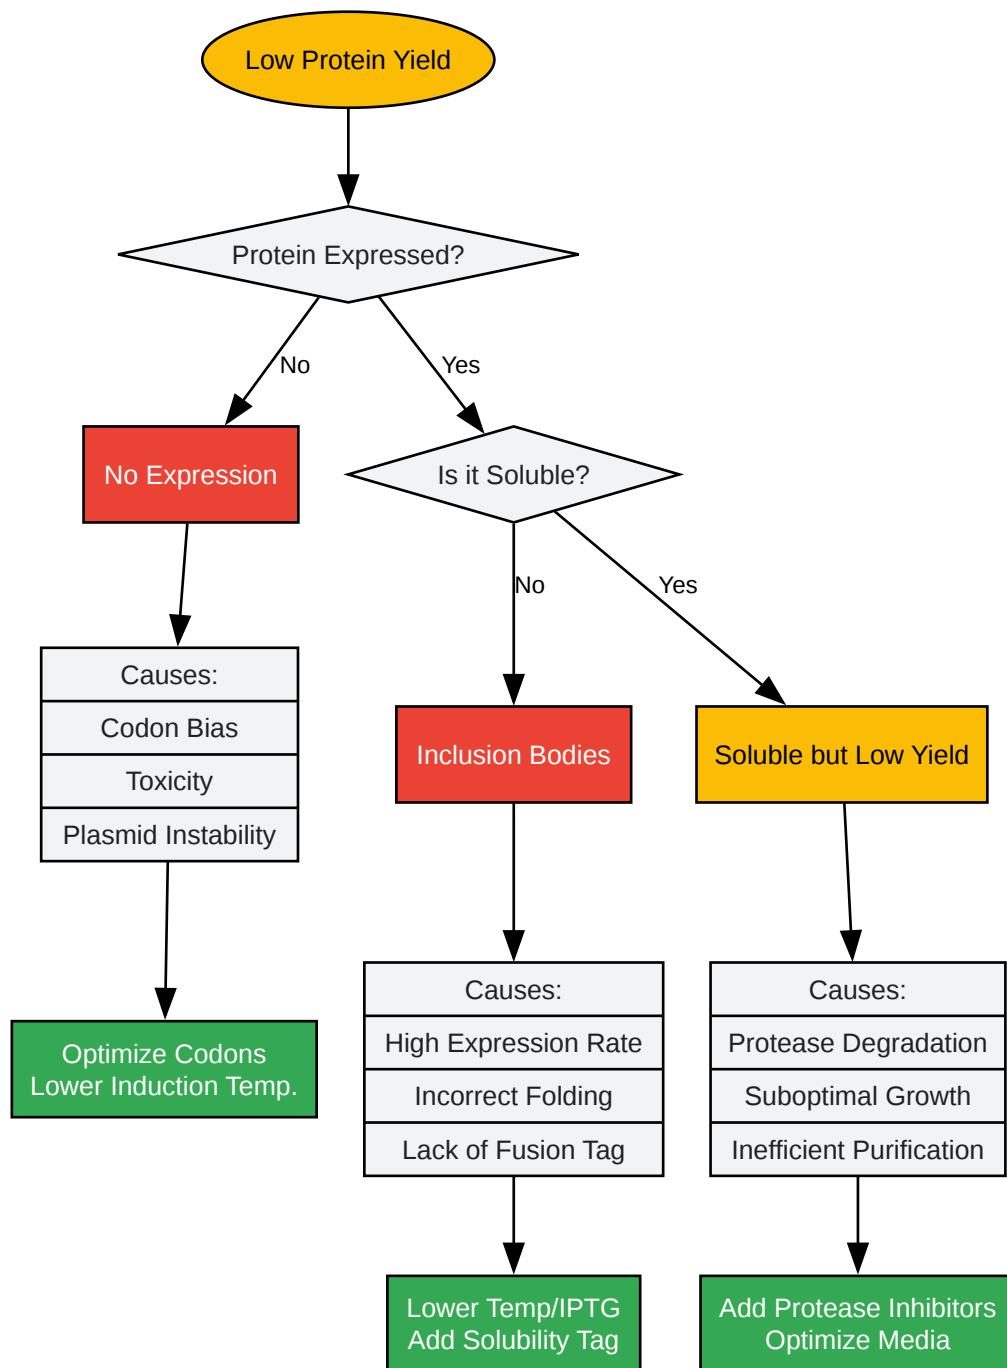 Low Protein Yield
Protein Expressed?
No
Yes
No Expression
Is it Soluble?
No
Yes
Causes:
Codon Bias
Toxicity
Plasmid Instability
Inclusion Bodies
Soluble but Low Yield
Optimize Codons
Lower Induction Temp.
Causes:
High Expression Rate
Incorrect Folding
Lack of Fusion Tag
Causes:
Protease Degradation
Suboptimal Growth
Inefficient Purification
Lower Temp/IPTG
Add Solubility Tag
Add Protease Inhibitors
Optimize Media